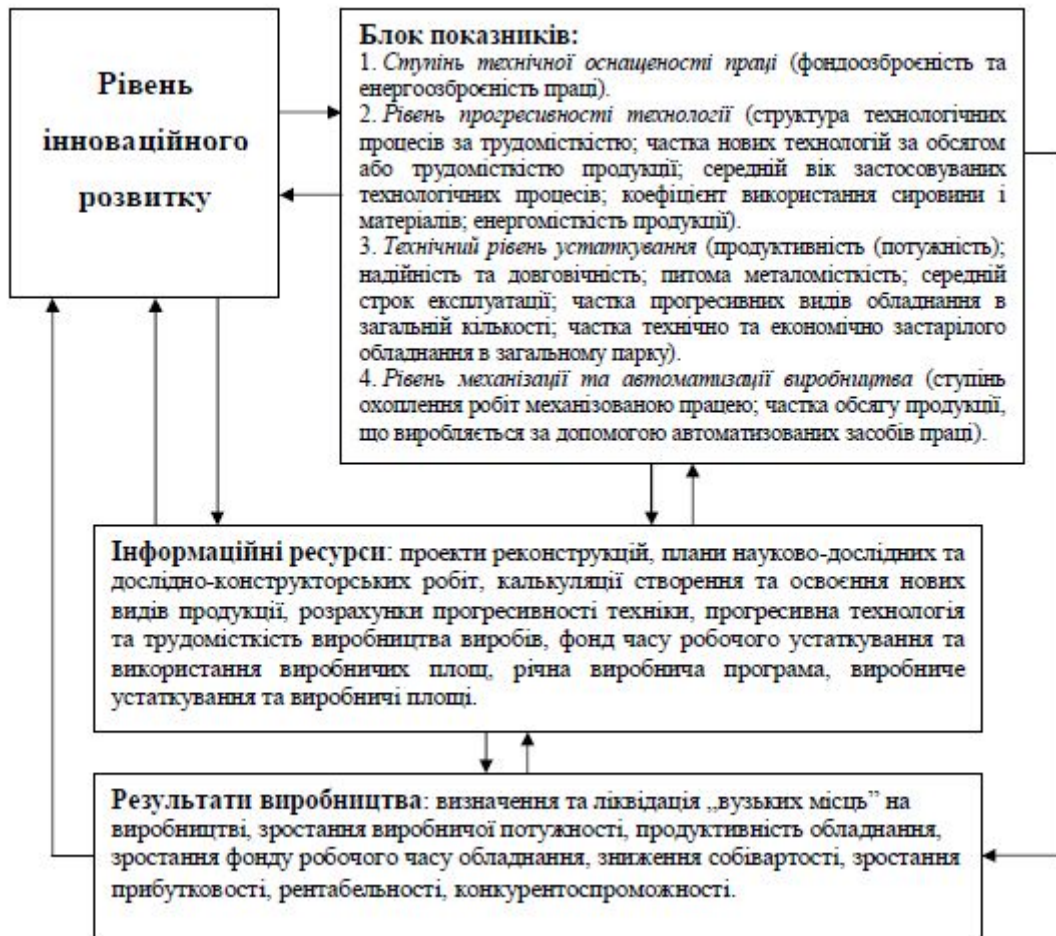 Рівень
інноваційного
розвитку
Блок показників:
1. Ступінь технічної оснащеності праці (фондоозброєність та
енергоозброєність праці).
2. Рівень прогресивності технології (структура технологічних
процесів за трудомісткістю; частка нових технологій за обсягом
або трудомісткістю продукції; середній вік застосовуваних
технологічних процесів; коефіцієнт використання сировини і
матеріалів; енергомісткість продукції).
3. Технічний рівень устаткування (продуктивність (потужність);
надійність та довговічність; питома металомісткість; середній
строк експлуатації; частка прогресивних видів обладнання в
загальній кількості; частка технічно та економічно застарілого
обладнання в загальному парку).
4. Рівень механізації та автоматизації виробництва (ступінь
охоплення робіт механізованою працею; частка обсягу продукції,
що виробляється за допомогою автоматизованих засобів праці).
Інформаційні ресурси: проекти реконструкцій, плани науково-дослідних та
дослідно-конструкторських робіт, калькуляції створення та освоєння нових
видів продукції, розрахунки прогресивності техніки, прогресивна технологія
та трудомісткість виробництва виробів, фонд часу робочого устаткування та
використання виробничих площ, річна виробнича програма, виробниче
устаткування та виробничі площі.
Результати виробництва: визначення та ліквідація „вузьких місць” на
виробництві, зростання виробничої потужності, продуктивність обладнання,
зростання фонду робочого часу обладнання, зниження собівартості, зростання
прибутковості, рентабельності, конкурентоспроможності.